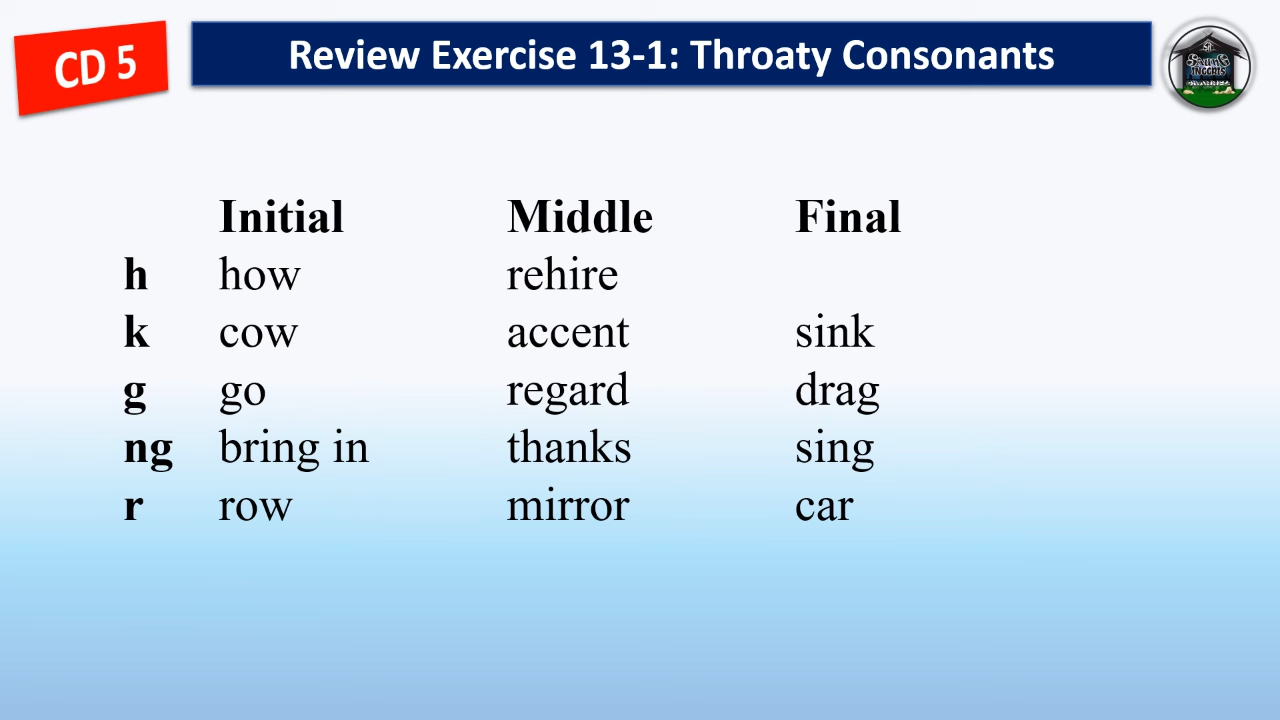 CD 5
Review Exercise 13-1: Throaty Consonants
INGGRIS
Initial Middle Final
h how rehire
k cow accent sink
g go regard drag
ng bring in thanks sing
r row mirror car